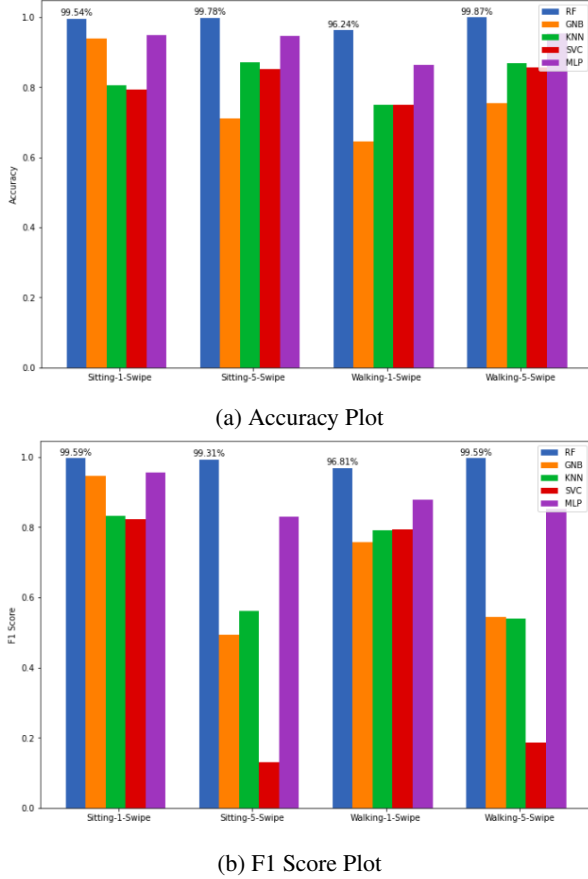 99.54%
99.78%
96.24%
99.87%
RF
GNB
KNN
SVC
MLP
1.0
0.8
0.6
0.4
0.2
0.0
Accuracy
Sitting-1-Swipe
Sitting-5-Swipe
Walking-1-Swipe
Walking-5-Swipe
(a) Accuracy Plot
99.59%
99.31%
96.81%
99.59%
RF
GNB
KNN
SVC
MLP
1.0
0.8
0.6
0.4
0.2
0.0
F1 Score
Sitting-1-Swipe
Sitting-5-Swipe
Walking-1-Swipe
Walking-5-Swipe
(b) F1 Score Plot